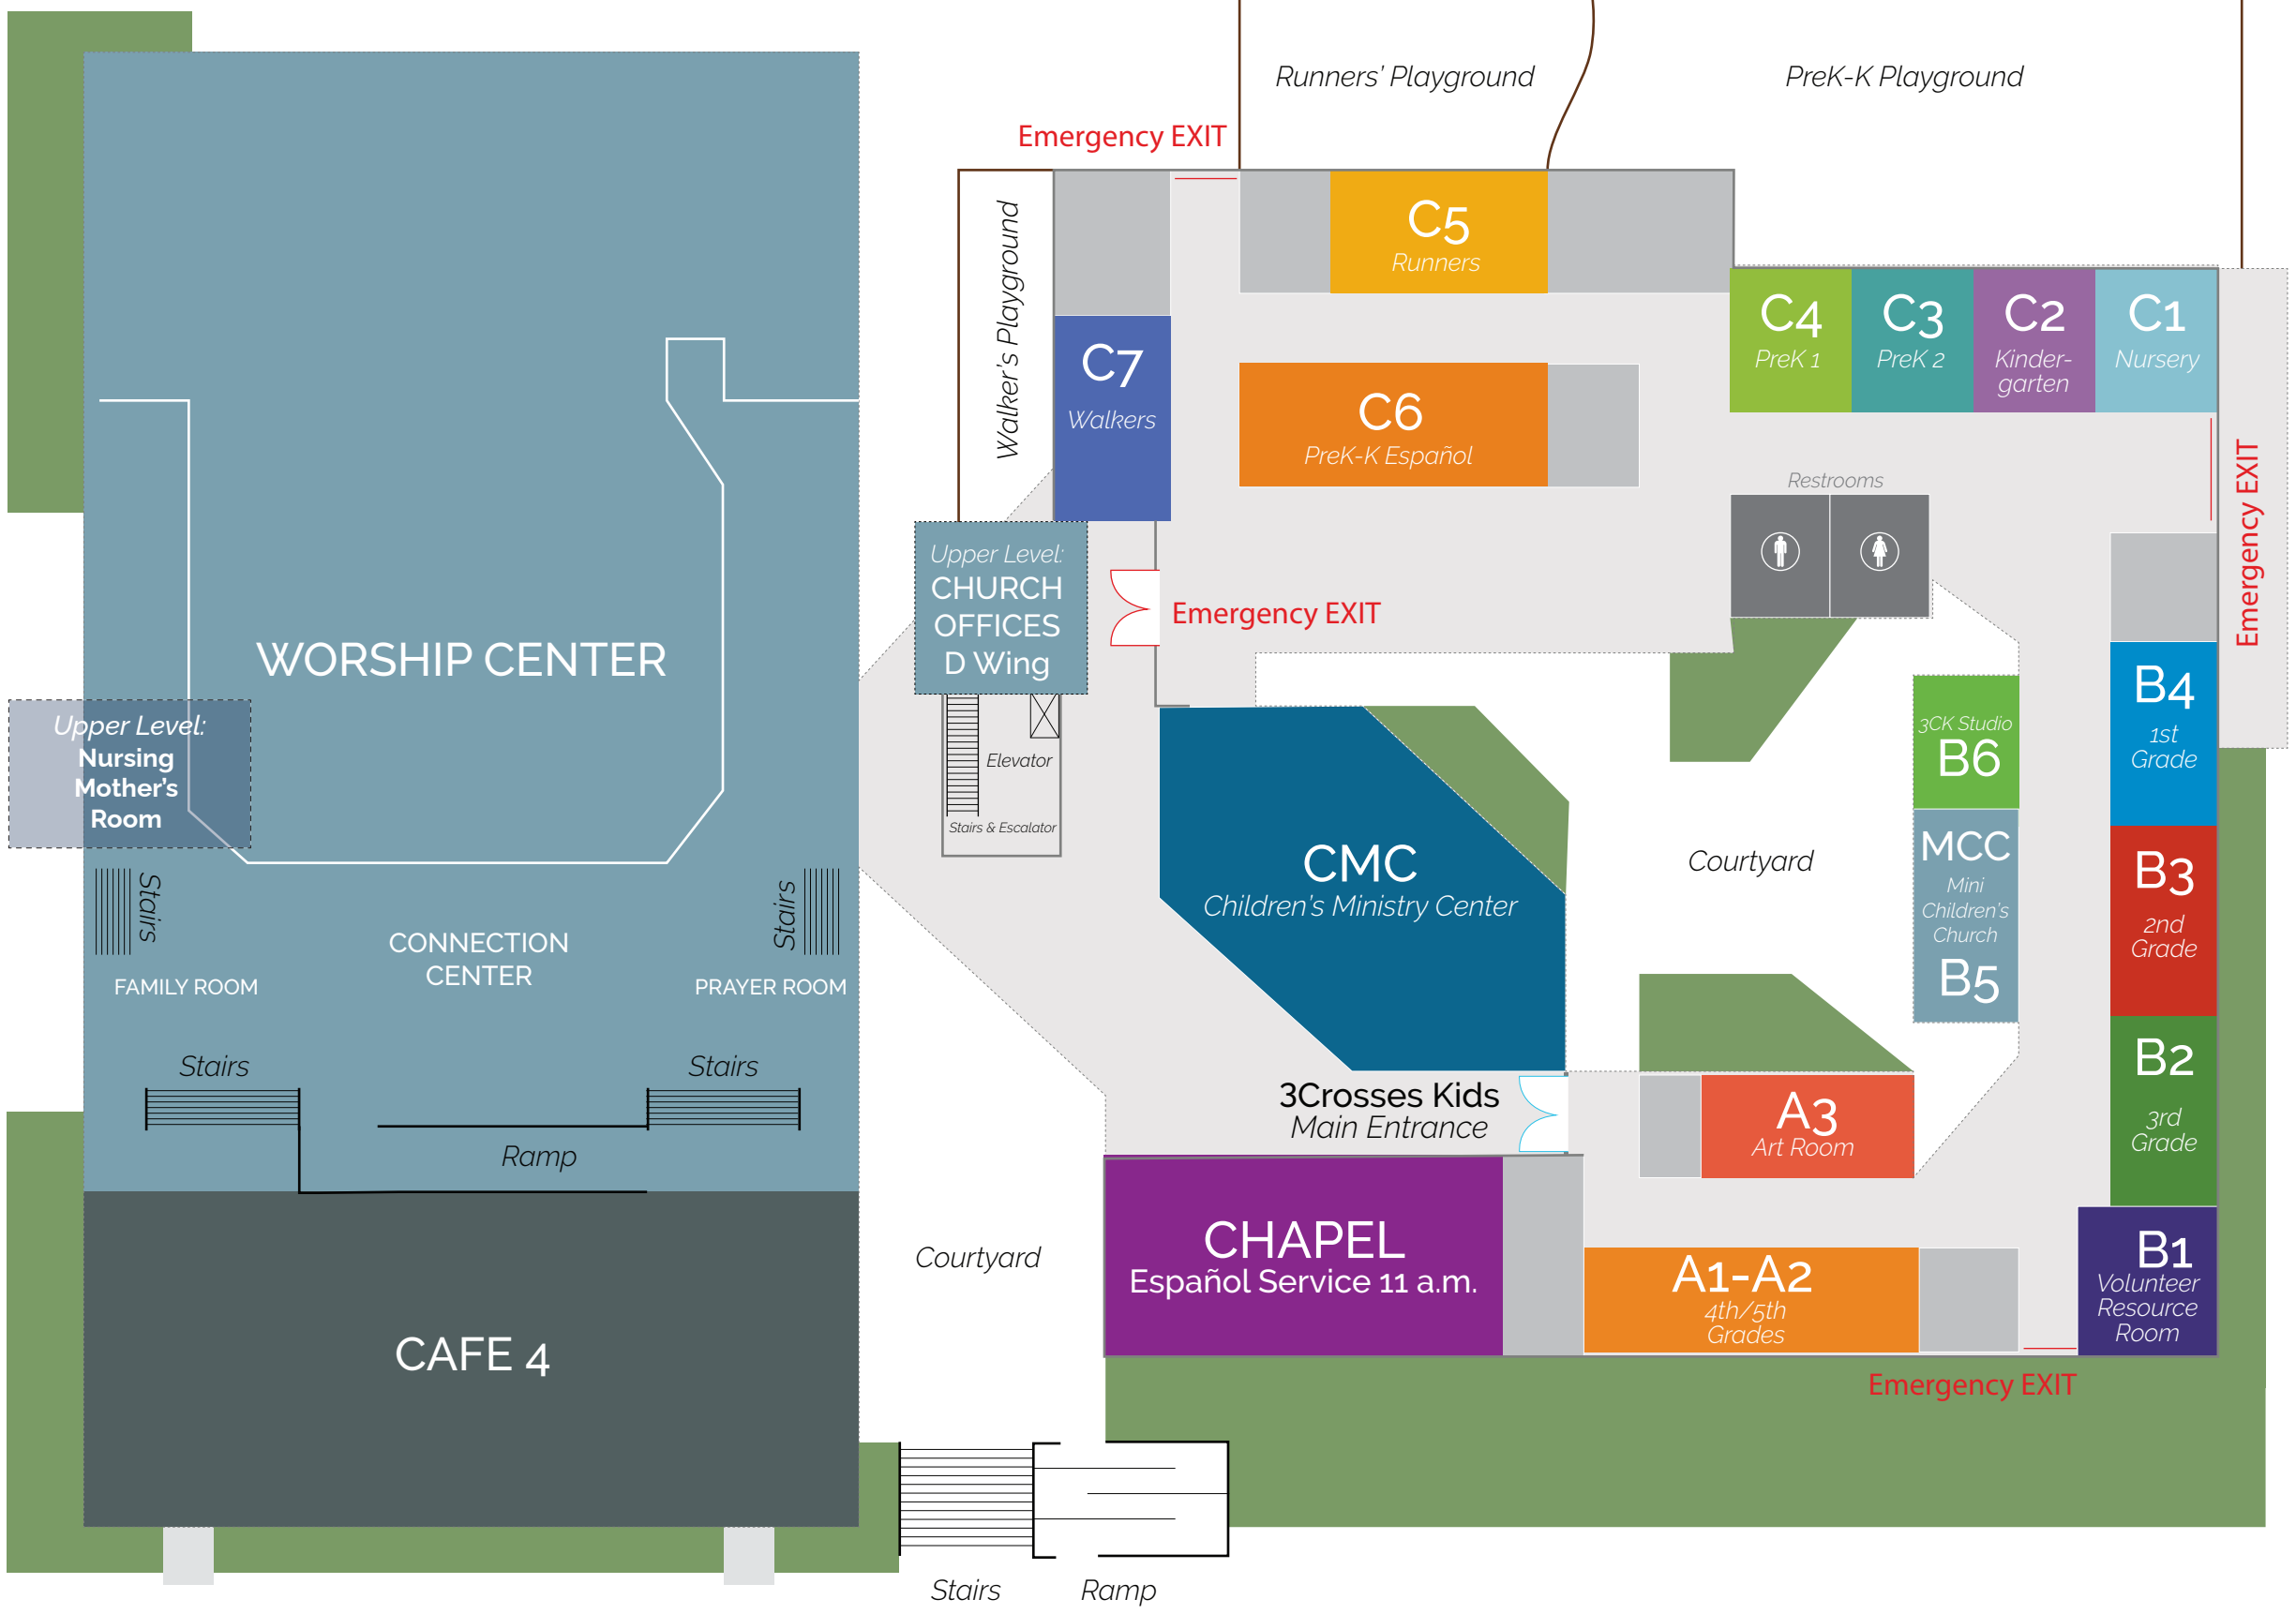 Runners' Playground
PreK-K Playground
Emergency EXIT
Walker's Playground
C5
Runners
C7
Walkers
C6
PreK-K Español
C4
PreK 1
C3
PreK 2
C2
Kinder-
garten
C1
Nursery
Restrooms
Emergency EXIT
Upper Level:
CHURCH
OFFICES
D Wing
Emergency EXIT
Elevator
Stairs & Escalator
WORSHIP CENTER
Upper Level:
Nursing
Mother's
Room
Stairs
Stairs
CONNECTION
CENTER
FAMILY ROOM
PRAYER ROOM
Stairs
Stairs
Ramp
CAFE 4
CMC
Children's Ministry Center
Courtyard
3CK Studio
B6
MCC
Mini
Children's
Church
B5
B4
1st
Grade
B3
2nd
Grade
B2
3rd
Grade
B1
Volunteer
Resource
Room
3Crosses Kids
Main Entrance
A3
Art Room
Courtyard
CHAPEL
Español Service 11 a.m.
A1-A2
4th/5th
Grades
Emergency EXIT
Stairs
Ramp